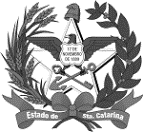 17 DE
NOVEMBRO
DE 1889
Estado de Sta. Catarina